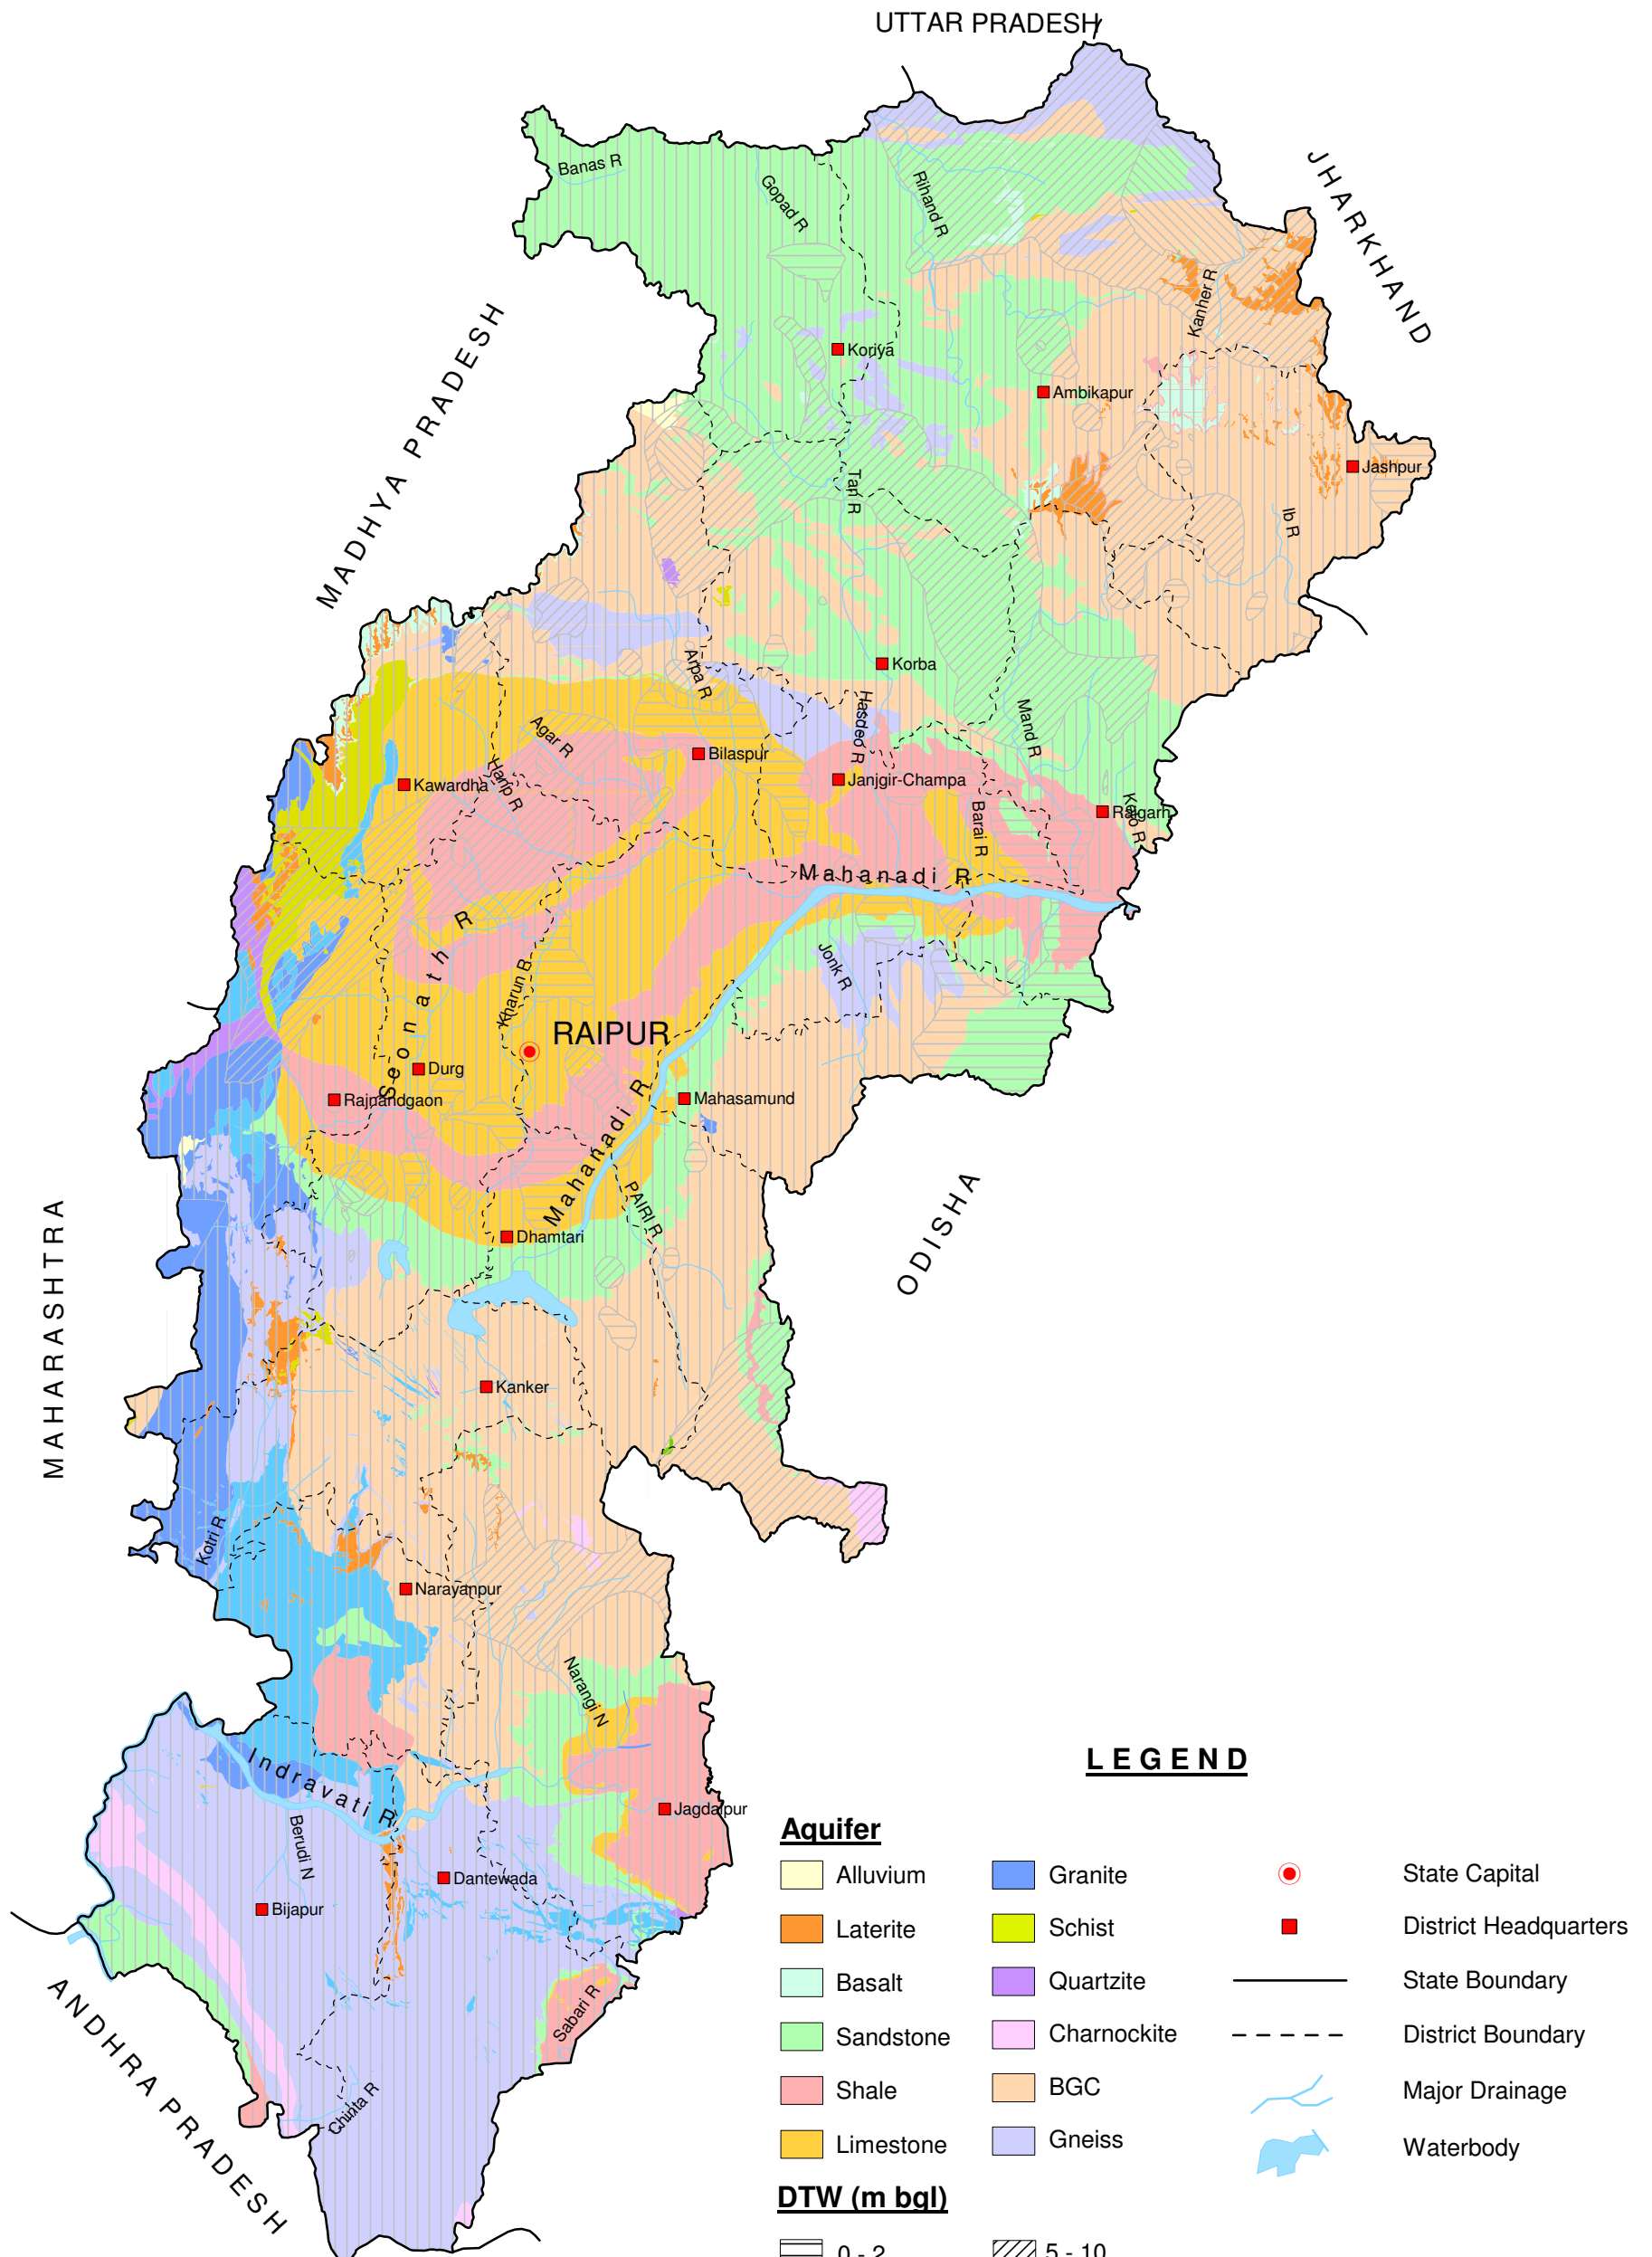 UTTAR PRADESH
JHARKHAND
Banas R
Gopad R
Rihand R
Kanher R
MADHYA PRADESH
Koriya
Ambikapur
Jashpur
Tan R
Ib R
Korba
Arpa R
Hasdeo R
Mand R
Agar R
Bilaspur
Kawardha
Hanp R
Janjgir-Champa
Barai R
Raigarh
Kelo R
Mahanadi R
Seonath R
Kharun B
Jonk R
RAIPUR
Durg
Rajnandgaon
Mahasamund
Mahanadi R
PAIRI R
ODISHA
MAHARASHTRA
Dhamtari
Kanker
Kotri R
Narayanpur
Narangi N
Indravati R
Jagdalpur
Berudi N
Dantewada
Bijapur
Sabari R
Chinta R
ANDHRA PRADESH
LEGEND
Aquifer
Alluvium Granite State Capital
Laterite Schist District Headquarters
Basalt Quartzite State Boundary
Sandstone Charnockite District Boundary
Shale BGC Major Drainage
Limestone Gneiss Waterbody
DTW (m bgl)
0 - 2 5 - 10